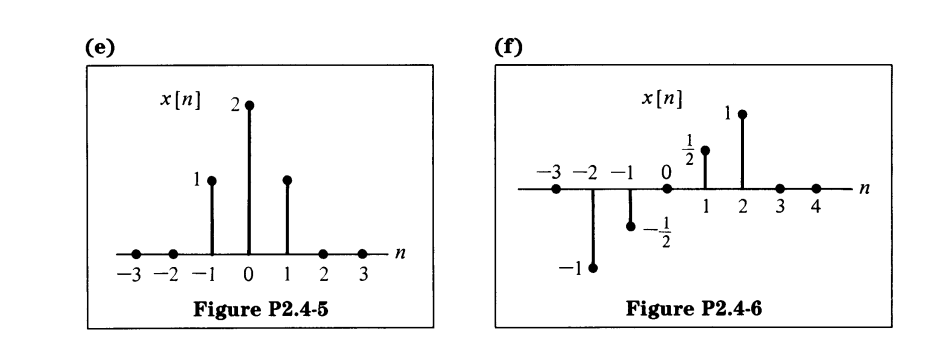 (e)
x[n]
2
1
n
−3 −2 −1 0 1 2 3
Figure P2.4-5
(f)
x[n]
1
1/2
−3 −2 −1 0
n
1 2 3 4
−1/2
−1
Figure P2.4-6